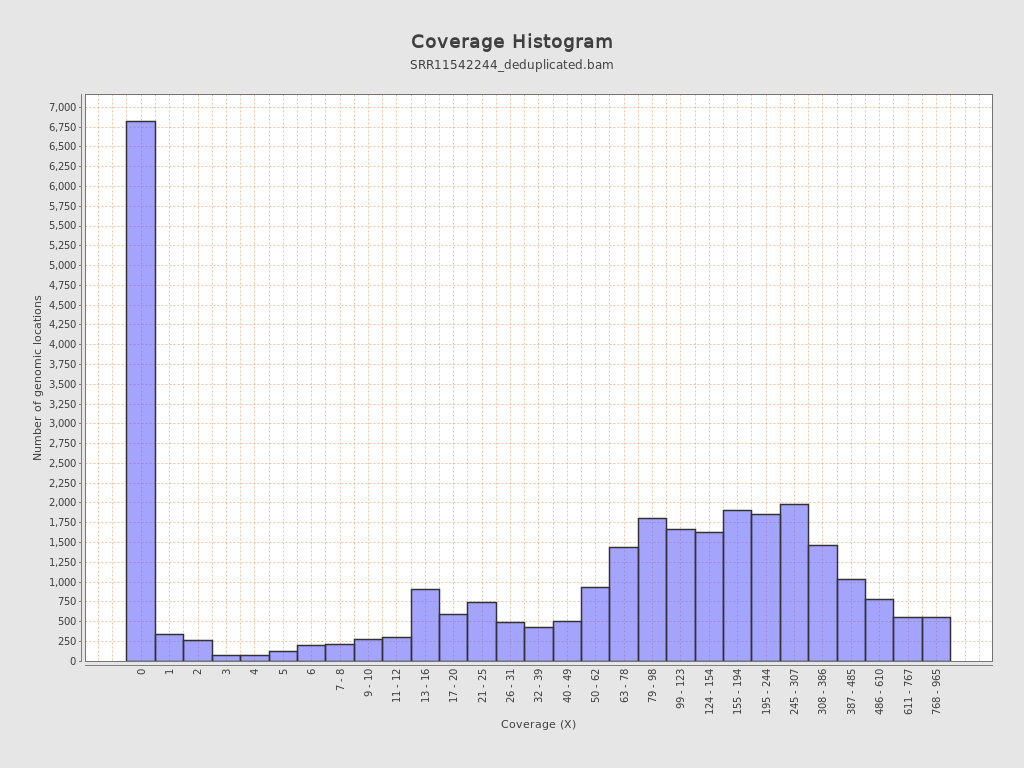 Coverage Histogram
SRR11542244_deduplicated.bam
Number of genomic locations
7,000
6,750
6,500
6,250
6,000
5,750
5,500
5,250
5,000
4,750
4,500
4,250
4,000
3,750
3,500
3,250
3,000
2,750
2,500
2,250
2,000
1,750
1,500
1,250
1,000
750
500
250
0
0
1
2
3
4
5
6
7 - 8
9 - 10
11 - 12
13 - 16
17 - 20
21 - 25
26 - 31
32 - 39
40 - 49
50 - 62
63 - 78
79 - 98
99 - 123
124 - 154
155 - 194
195 - 244
245 - 307
308 - 386
387 - 485
486 - 610
611 - 767
768 - 965
Coverage (X)